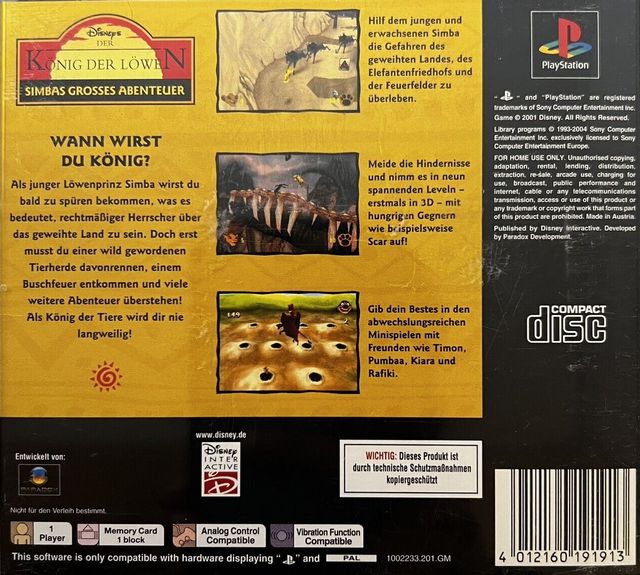 Disney's
DER
KÖNIG DER LÖWEN
SIMBAS GROSSES ABENTEUER
WANN WIRST
DU KÖNIG?
Als junger Löwenprinz Simba wirst du
bald zu spüren bekommen, was es
bedeutet, rechtmäßiger Herrscher über
das geweihte Land zu sein. Doch erst
musst du einer wild gewordenen
Tierherde davonrennen, einem
Buschfeuer entkommen und viele
weitere Abenteuer überstehen!
Als König der Tiere wird dir nie
langweilig!
Hilf dem jungen und
erwachsenen Simba
die Gefahren des
geweihten Landes, des
Elefantenfriedhofs und
der Feuerfelder zu
überleben.
Meide die Hindernisse
und nimm es in neun
spannenden Leveln –
erstmals in 3D – mit
hungrigen Gegnern
wie beispielsweise
Scar auf!
149
Gib dein Bestes in den
abwechslungsreichen
Minispielen mit
Freunden wie Timon,
Pumbaa, Kiara und
Rafiki.
PlayStation
" " and "PlayStation" are registered
trademarks of Sony Computer Entertainment Inc.
Game © 2001 Disney. All Rights Reserved.
Library programs © 1993-2004 Sony Computer
Entertainment Inc. exclusively licensed to Sony
Computer Entertainment Europe.
FOR HOME USE ONLY. Unauthorised copying,
adaptation, rental, lending, distribution,
extraction, re-sale, arcade use, charging for
use, broadcast, public performance and
internet, cable or any telecommunications
transmission, access or use of this product or
any trademark or copyright work that forms part
of this product are prohibited. Made in Austria.
Published by Disney Interactive. Developed
by Paradox Development.
COMPACT
disc
Entwickelt von:
PARADOX
www.disney.de
Disney
INTER
ACTIVE
WICHTIG: Dieses Produkt ist
durch technische Schutzmaßnahmen
kopiergeschützt
Nicht für den Verleih bestimmt.
1
Player
Memory Card
1 block
Analog Control
Compatible
Vibration Function
Compatible
This software is only compatible with hardware displaying " " and PAL 1002233.201.GM
4 012160 191913